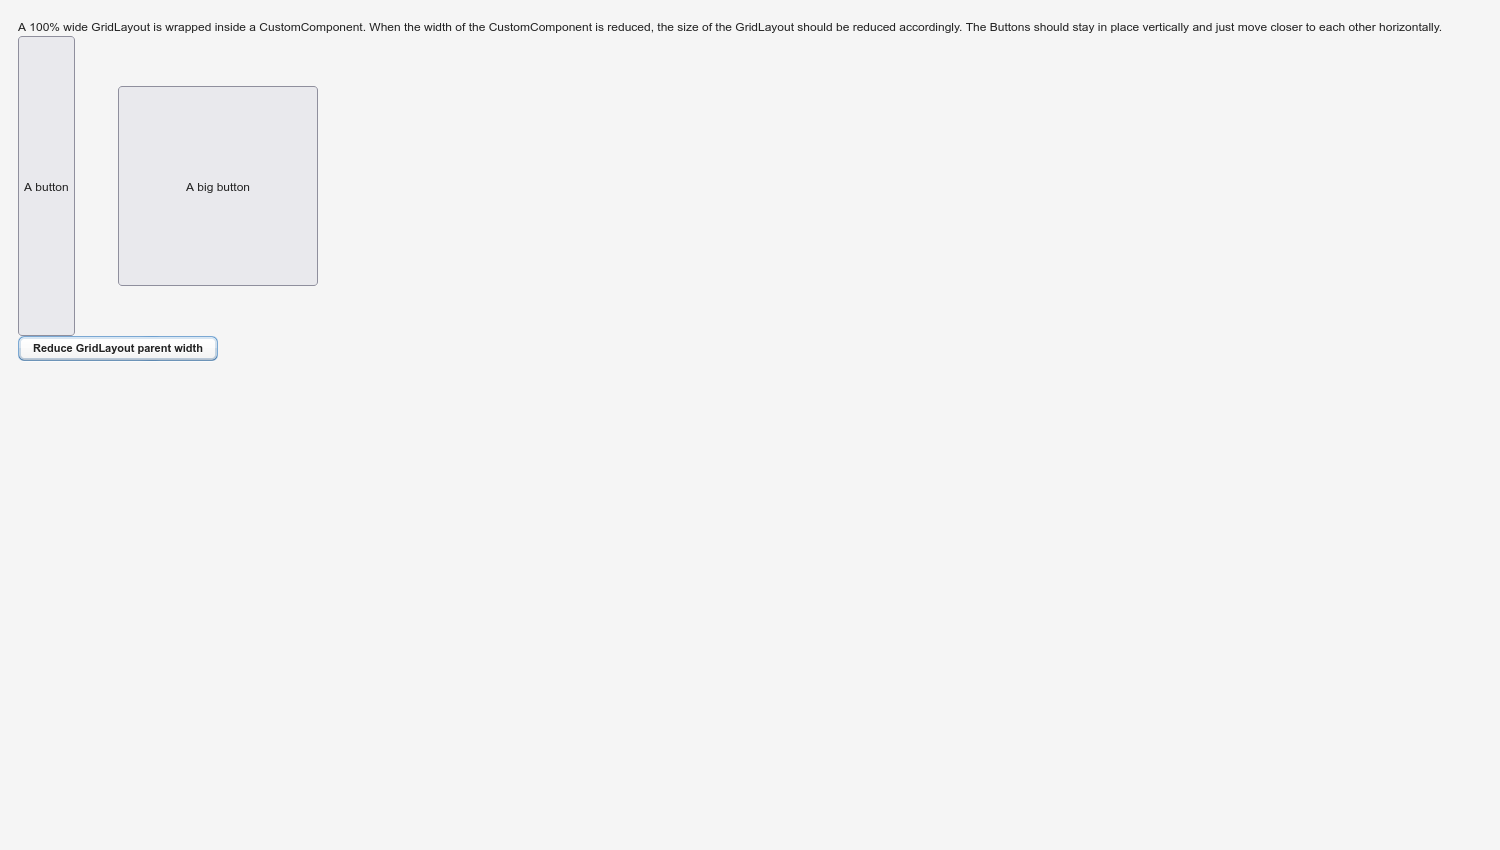 A 100% wide GridLayout is wrapped inside a CustomComponent. When the width of the CustomComponent is reduced, the size of the GridLayout should be reduced accordingly. The Buttons should stay in place vertically and just move closer to each other horizontally.
A button
A big button
Reduce GridLayout parent width